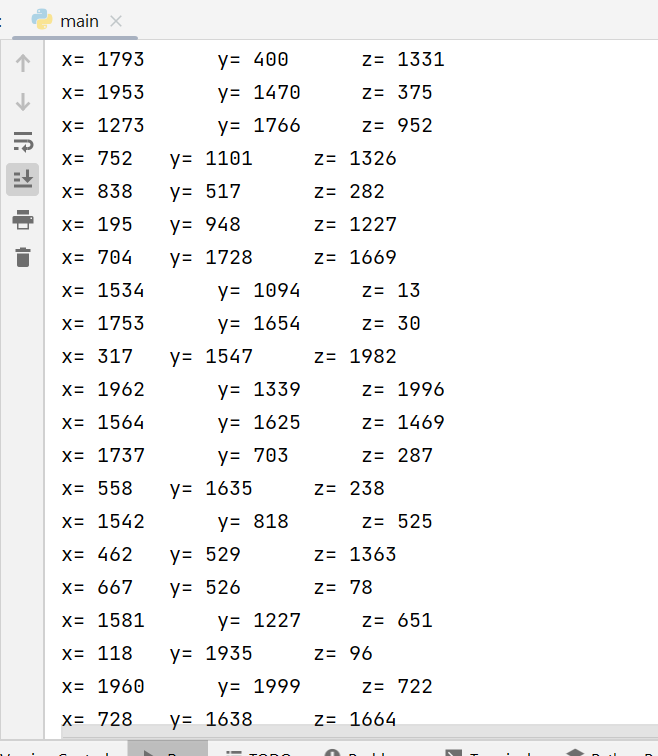 main
x= 1793 y= 400 z= 1331
x= 1953 y= 1470 z= 375
x= 1273 y= 1766 z= 952
x= 752 y= 1101 z= 1326
x= 838 y= 517 z= 282
x= 195 y= 948 z= 1227
x= 704 y= 1728 z= 1669
x= 1534 y= 1094 z= 13
x= 1753 y= 1654 z= 30
x= 317 y= 1547 z= 1982
x= 1962 y= 1339 z= 1996
x= 1564 y= 1625 z= 1469
x= 1737 y= 703 z= 287
x= 558 y= 1635 z= 238
x= 1542 y= 818 z= 525
x= 462 y= 529 z= 1363
x= 667 y= 526 z= 78
x= 1581 y= 1227 z= 651
x= 118 y= 1935 z= 96
x= 1960 y= 1999 z= 722
x= 728 y= 1638 z= 1664